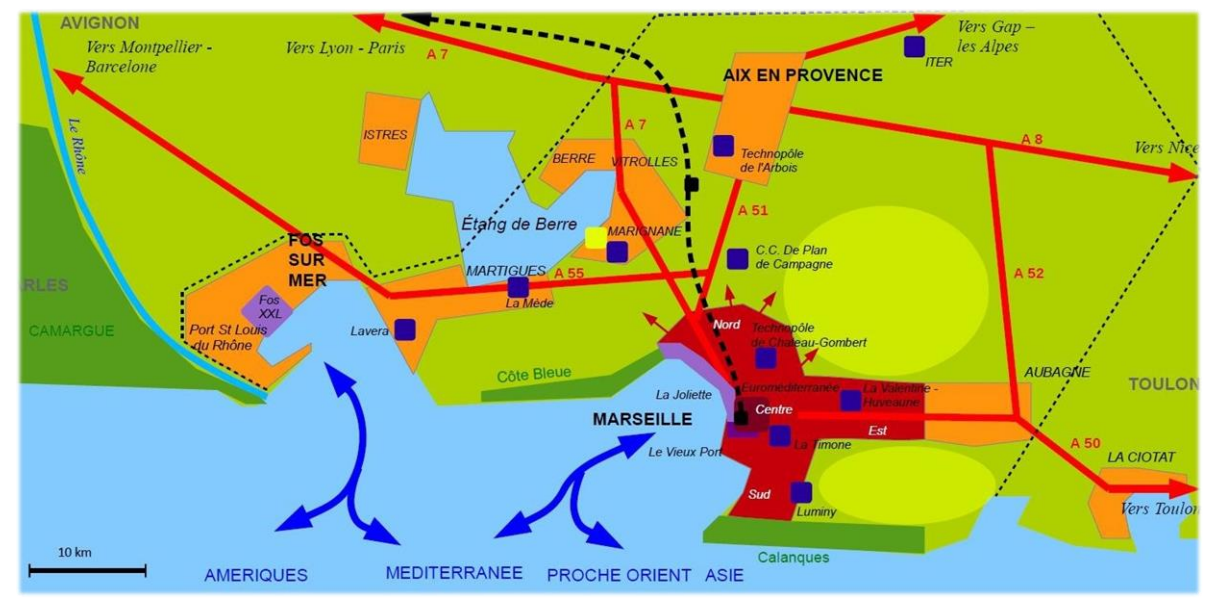 AVIGNON
Vers Montpellier -
Barcelone
Vers Lyon - Paris
A 7
Vers Gap –
les Alpes
ITER
AIX EN PROVENCE
Le Rhône
ISTRES
A 7
A 8
Vers Nice
BERRE
VITROLLES
Technopôle
de l'Arbois
A 51
Étang de Berre
MARIGNANE
FOS
SUR
MER
C.C. De Plan
de Campagne
A 52
MARTIGUES
A 55
La Mède
RLES
Fos
XXL
CAMARGUE
Port St Louis
du Rhône
Lavera
Nord
Technopôle
de Chateau-Gombert
Côte Bleue
AUBAGNE
TOULON
La Joliette
Euroméditerranée
La Valentine -
Huveaune
MARSEILLE
Centre
Est
A 50
Le Vieux Port
La Timone
LA CIOTAT
Sud
Luminy
Vers Toulon
10 km
Calanques
AMERIQUES
MEDITERRANEE
PROCHE ORIENT
ASIE